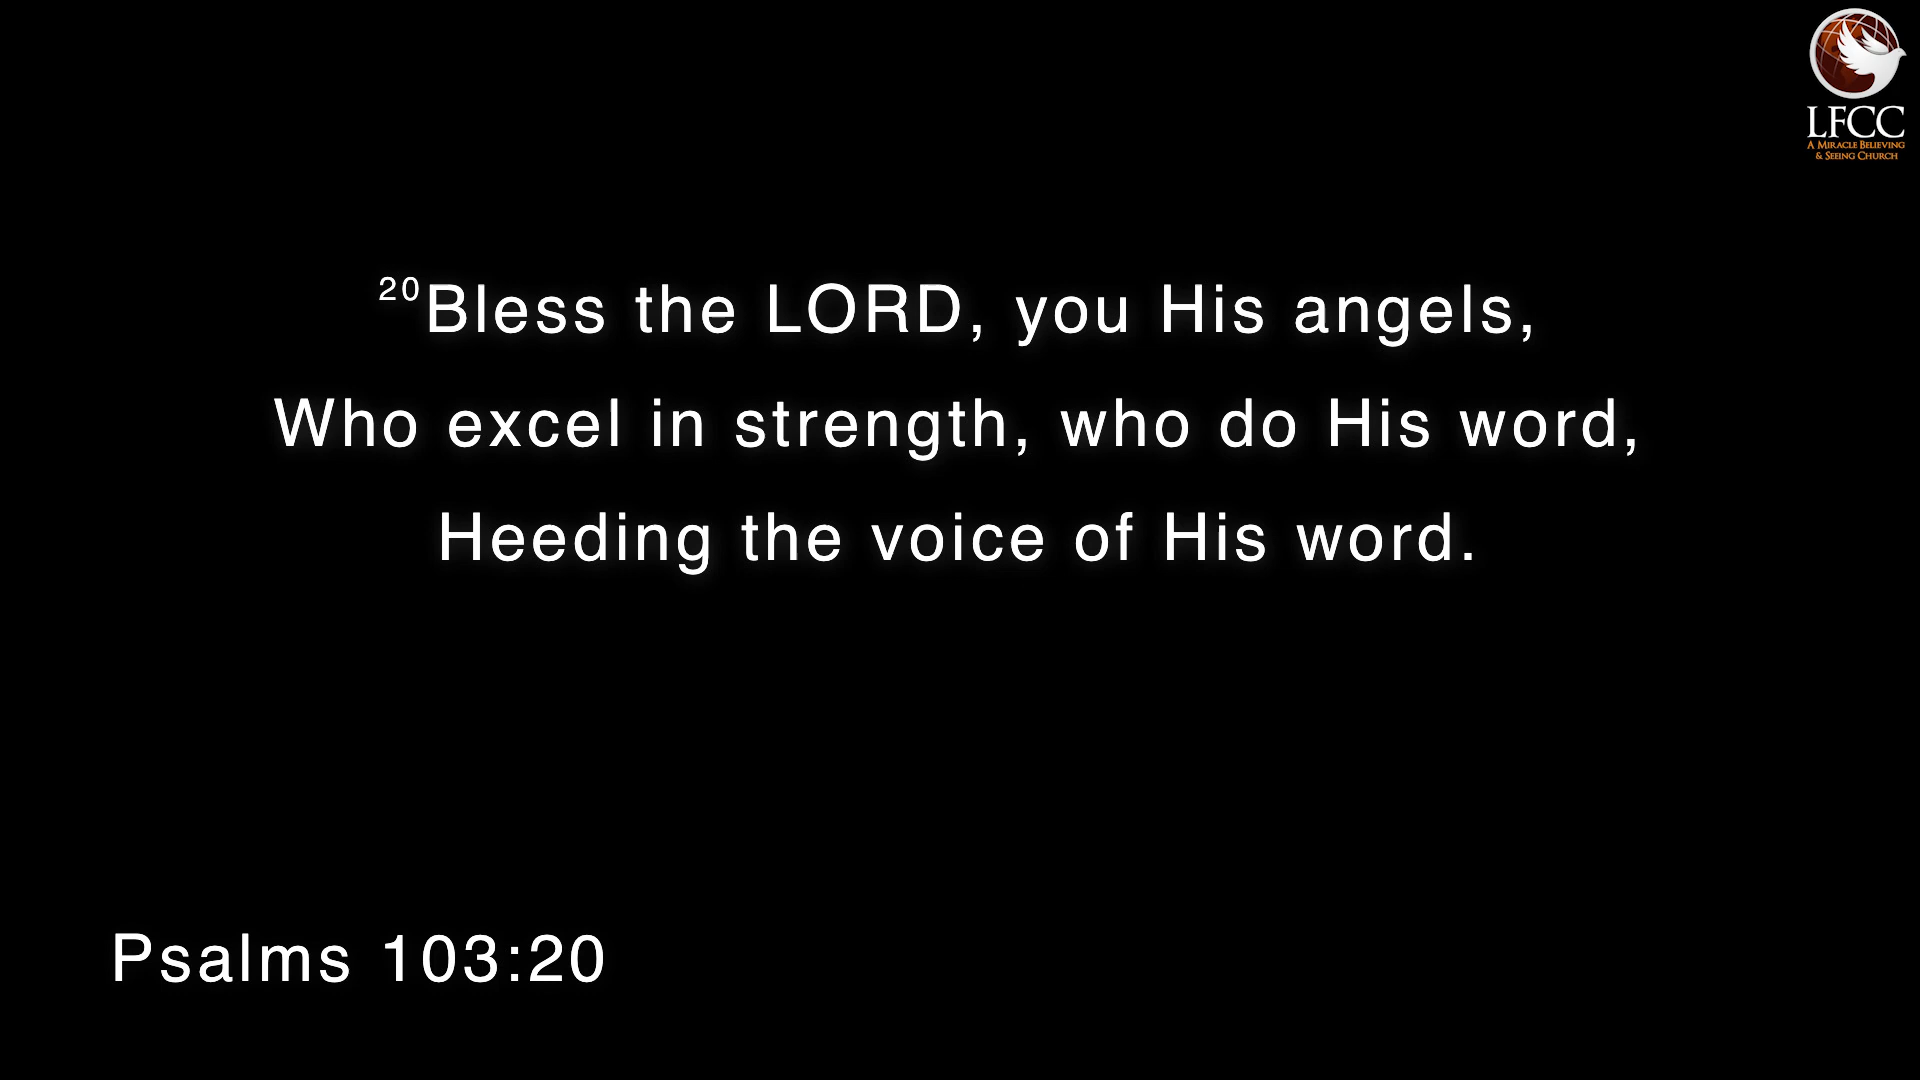 20Bless the LORD, you His angels,
Who excel in strength, who do His word,
Heeding the voice of His word.
Psalms 103:20
LFCC
A Miracle Believing
& Seeing Church